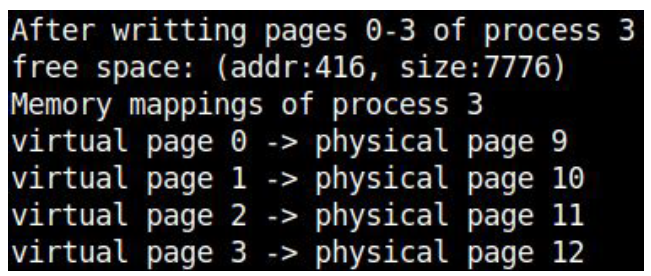 After writting pages 0-3 of process 3
free space: (addr:416, size:7776)
Memory mappings of process 3
virtual page 0 -> physical page 9
virtual page 1 -> physical page 10
virtual page 2 -> physical page 11
virtual page 3 -> physical page 12